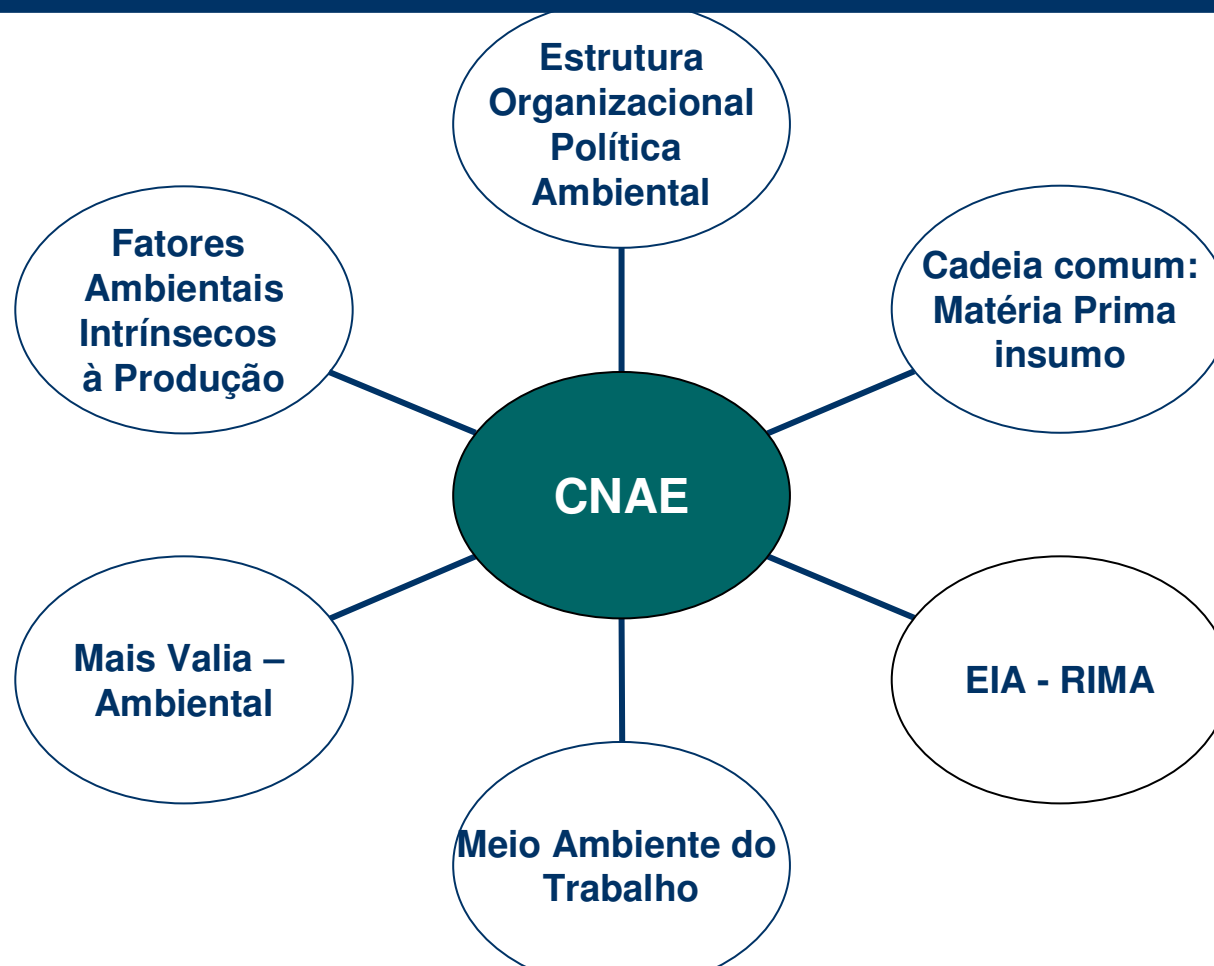 Estrutura
Organizacional
Política
Ambiental
Fatores
Ambientais
Intrínsecos
à Produção
Cadeia comum:
Matéria Prima
insumo
CNAE
Mais Valia –
Ambiental
EIA - RIMA
Meio Ambiente do
Trabalho